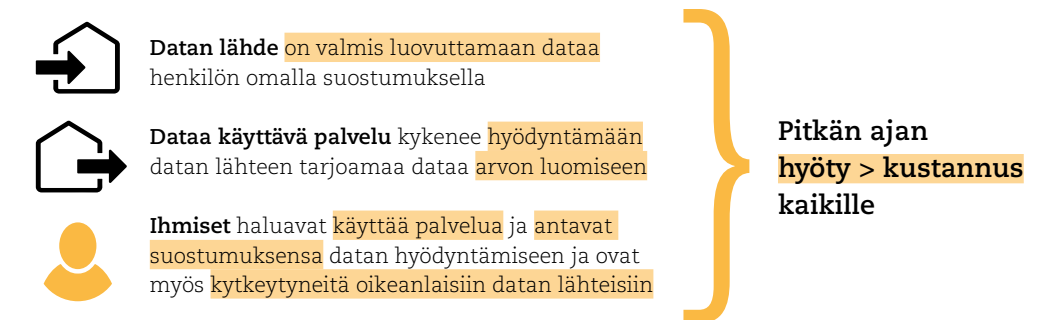 Datan lähde on valmis luovuttamaan dataa
henkilön omalla suostumuksella
Dataa käyttävä palvelu kykenee hyödyntämään
datan lähteen tarjoamaa dataa arvon luomiseen
Ihmiset haluavat käyttää palvelua ja antavat
suostumuksensa datan hyödyntämiseen ja ovat
myös kytkeytyneitä oikeanlaisiin datan lähteisiin
Pitkän ajan
hyöty > kustannus
kaikille